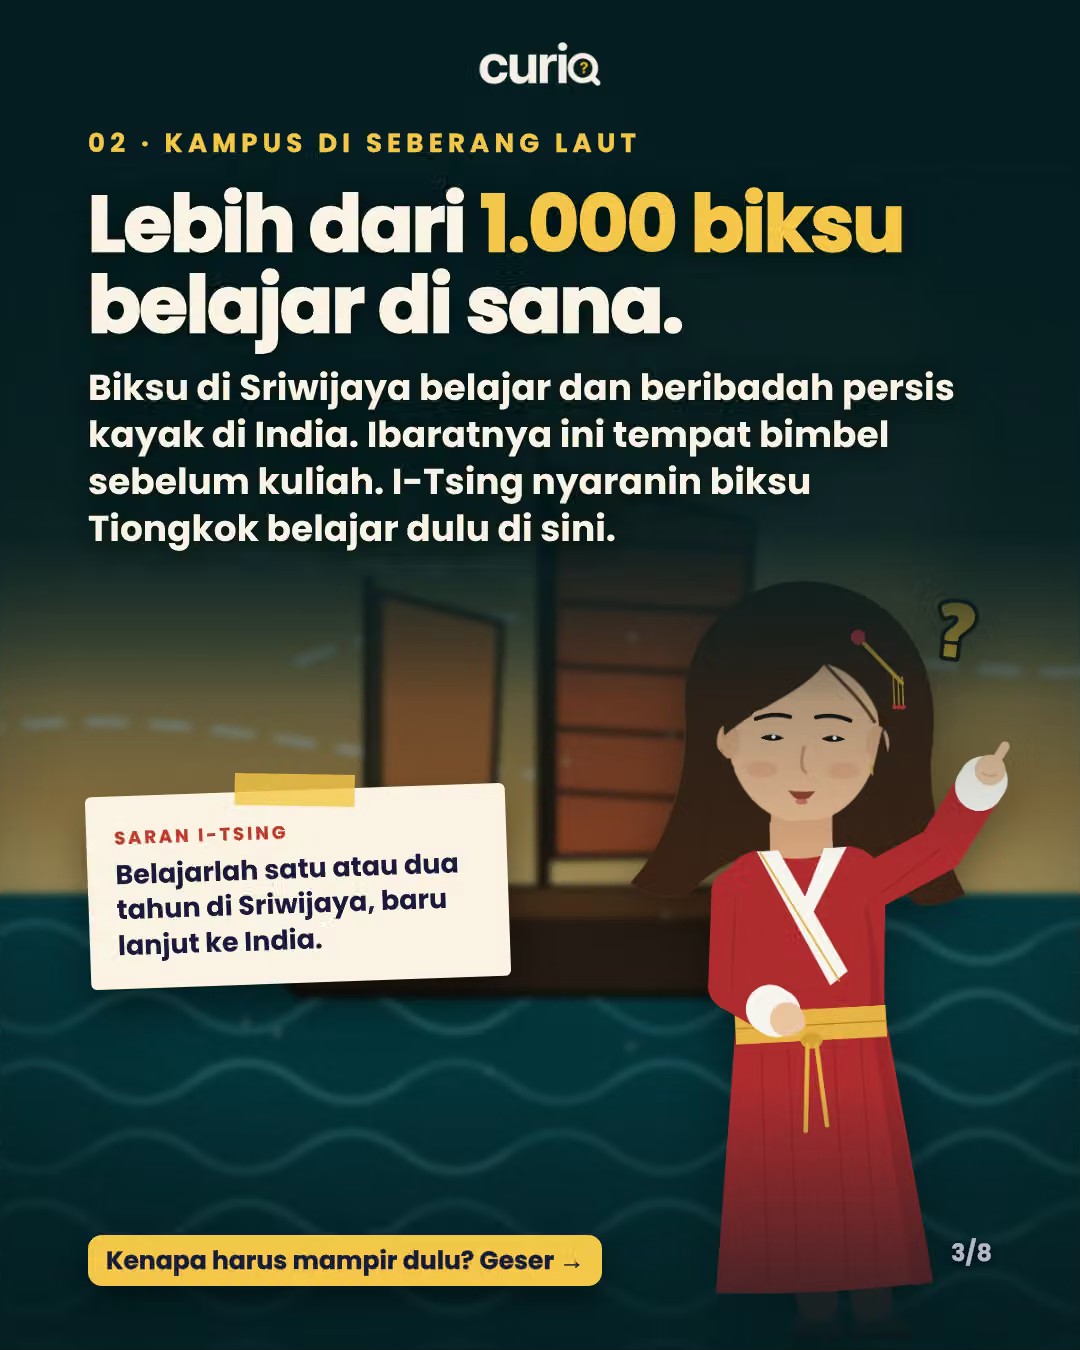 curio
02 · KAMPUS DI SEBERANG LAUT
Lebih dari 1.000 biksu
belajar di sana.
Biksu di Sriwijaya belajar dan beribadah persis
kayak di India. Ibaratnya ini tempat bimbel
sebelum kuliah. I-Tsing nyaranin biksu
Tiongkok belajar dulu di sini.
?
SARAN I-TSING
Belajarlah satu atau dua
tahun di Sriwijaya, baru
lanjut ke India.
Kenapa harus mampir dulu? Geser →
3/8